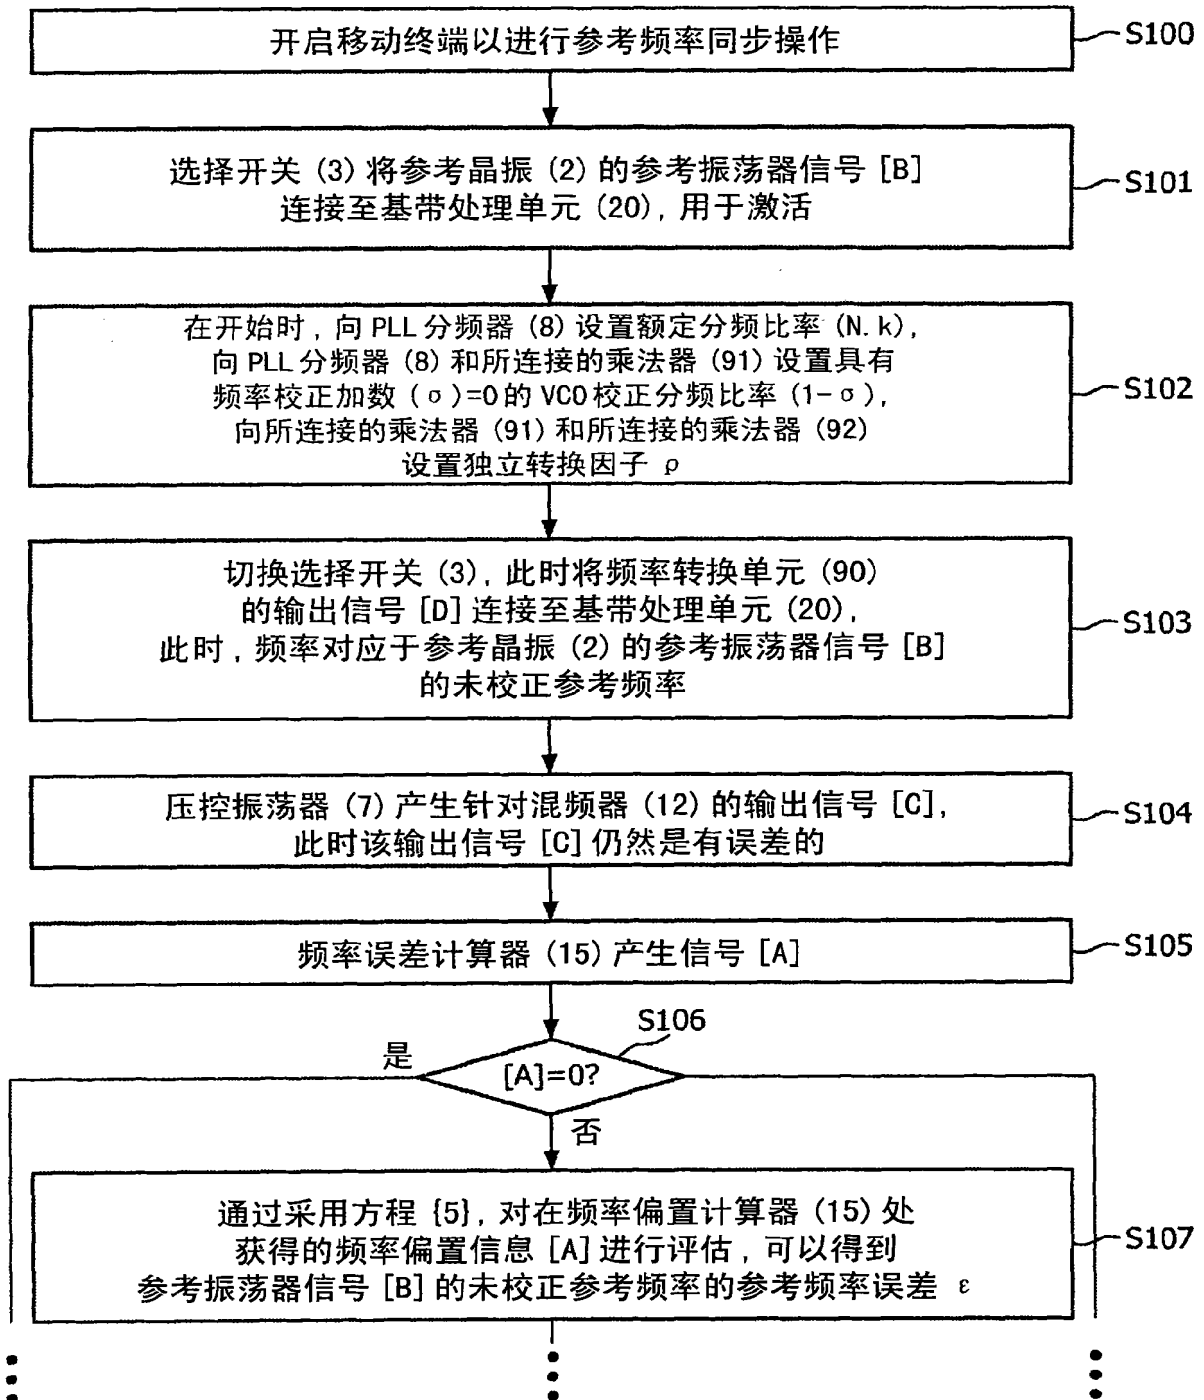 开启移动终端以进行参考频率同步操作
S100
选择开关 (3) 将参考晶振 (2) 的参考振荡器信号 [B]
连接至基带处理单元 (20), 用于激活
S101
在开始时, 向 PLL 分频器 (8) 设置额定分频比率 (N. k),
向 PLL 分频器 (8) 和所连接的乘法器 (91) 设置具有
频率校正加数 (σ)=0 的 VCO 校正分频比率 (1-σ),
向所连接的乘法器 (91) 和所连接的乘法器 (92)
设置独立转换因子 ρ
S102
切换选择开关 (3), 此时将频率转换单元 (90)
的输出信号 [D] 连接至基带处理单元 (20),
此时, 频率对应于参考晶振 (2) 的参考振荡器信号 [B]
的未校正参考频率
S103
压控振荡器 (7) 产生针对混频器 (12) 的输出信号 [C],
此时该输出信号 [C] 仍然是有误差的
S104
频率误差计算器 (15) 产生信号 [A]
S105
S106
是
[A]=0?
否
通过采用方程 {5}, 对在频率偏置计算器 (15) 处
获得的频率偏置信息 [A] 进行评估, 可以得到
参考振荡器信号 [B] 的未校正参考频率的参考频率误差 ε
S107